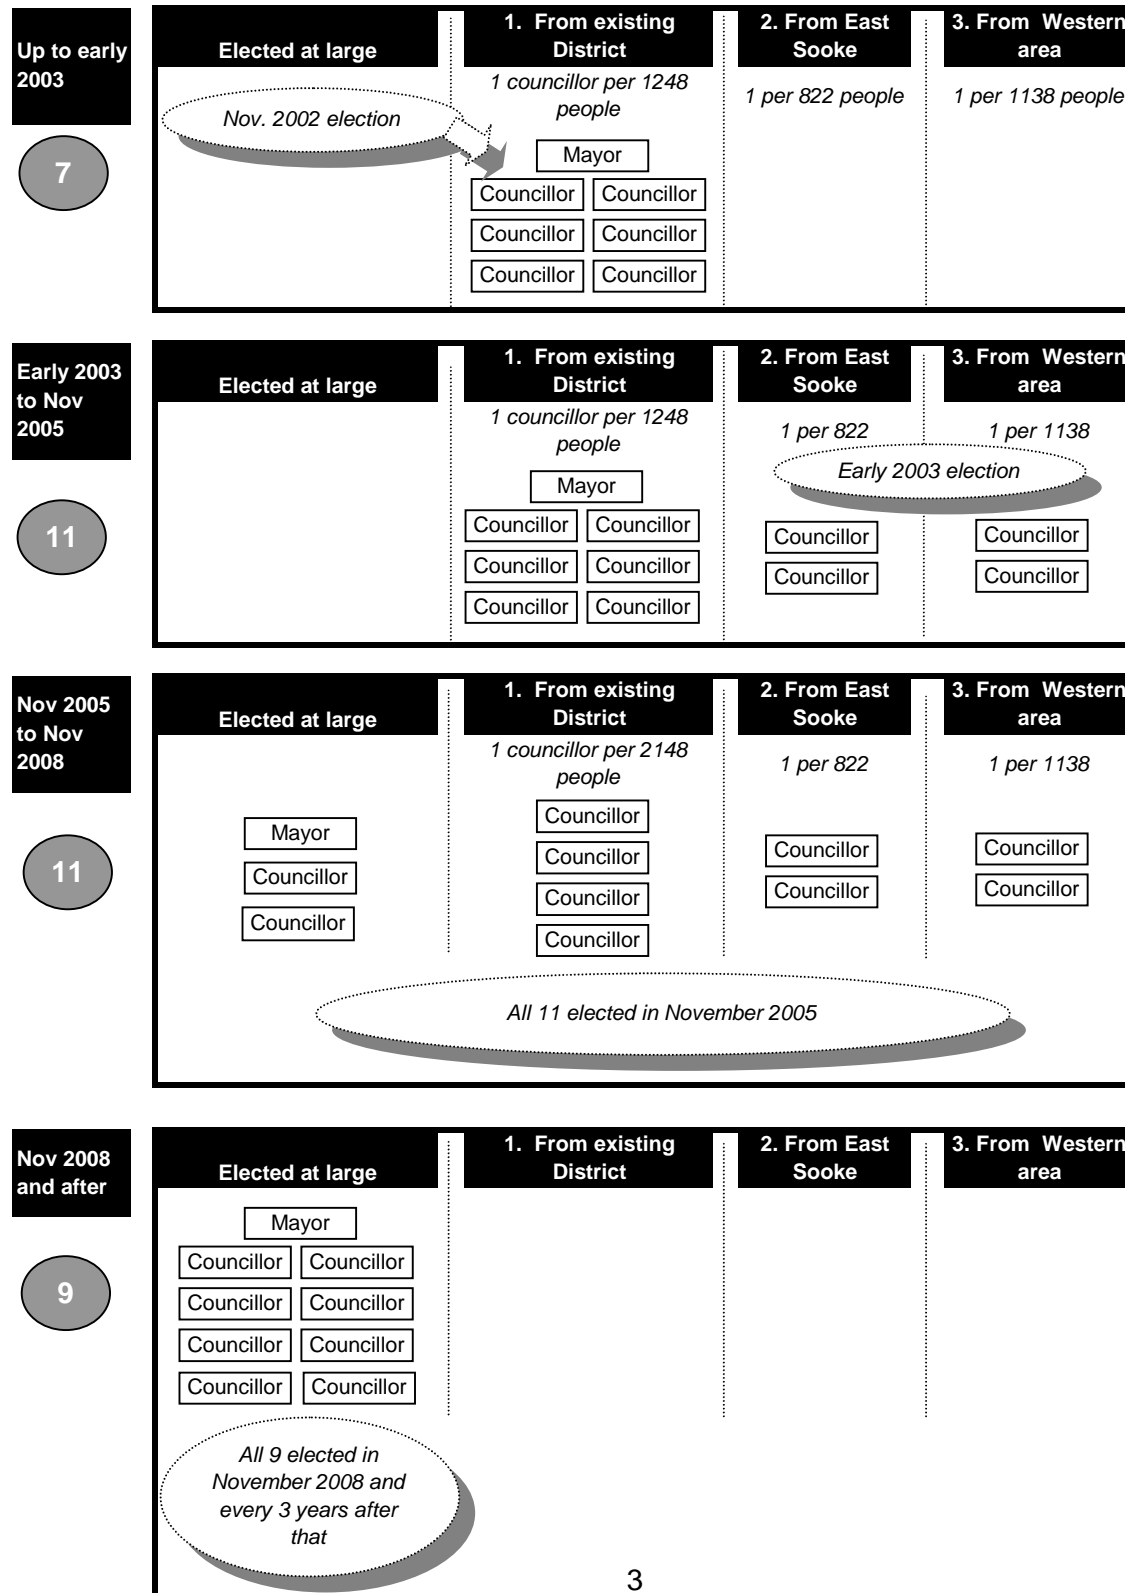 Up to early
2003
7
Elected at large
1. From existing
District
2. From East
Sooke
3. From Western
area
Nov. 2002 election
1 councillor per 1248
people
1 per 822 people
1 per 1138 people
Mayor
Councillor Councillor
Councillor Councillor
Councillor Councillor
Early 2003
to Nov
2005
11
Elected at large
1. From existing
District
2. From East
Sooke
3. From Western
area
1 councillor per 1248
people
1 per 822
1 per 1138
Early 2003 election
Mayor
Councillor Councillor
Councillor Councillor
Councillor Councillor
Councillor
Councillor
Councillor
Councillor
Nov 2005
to Nov
2008
11
Elected at large
1. From existing
District
2. From East
Sooke
3. From Western
area
1 councillor per 2148
people
1 per 822
1 per 1138
Mayor
Councillor
Councillor
Councillor
Councillor
Councillor
Councillor
Councillor
Councillor
Councillor
Councillor
All 11 elected in November 2005
Nov 2008
and after
9
Elected at large
1. From existing
District
2. From East
Sooke
3. From Western
area
Mayor
Councillor Councillor
Councillor Councillor
Councillor Councillor
Councillor Councillor
All 9 elected in
November 2008 and
every 3 years after
that
3